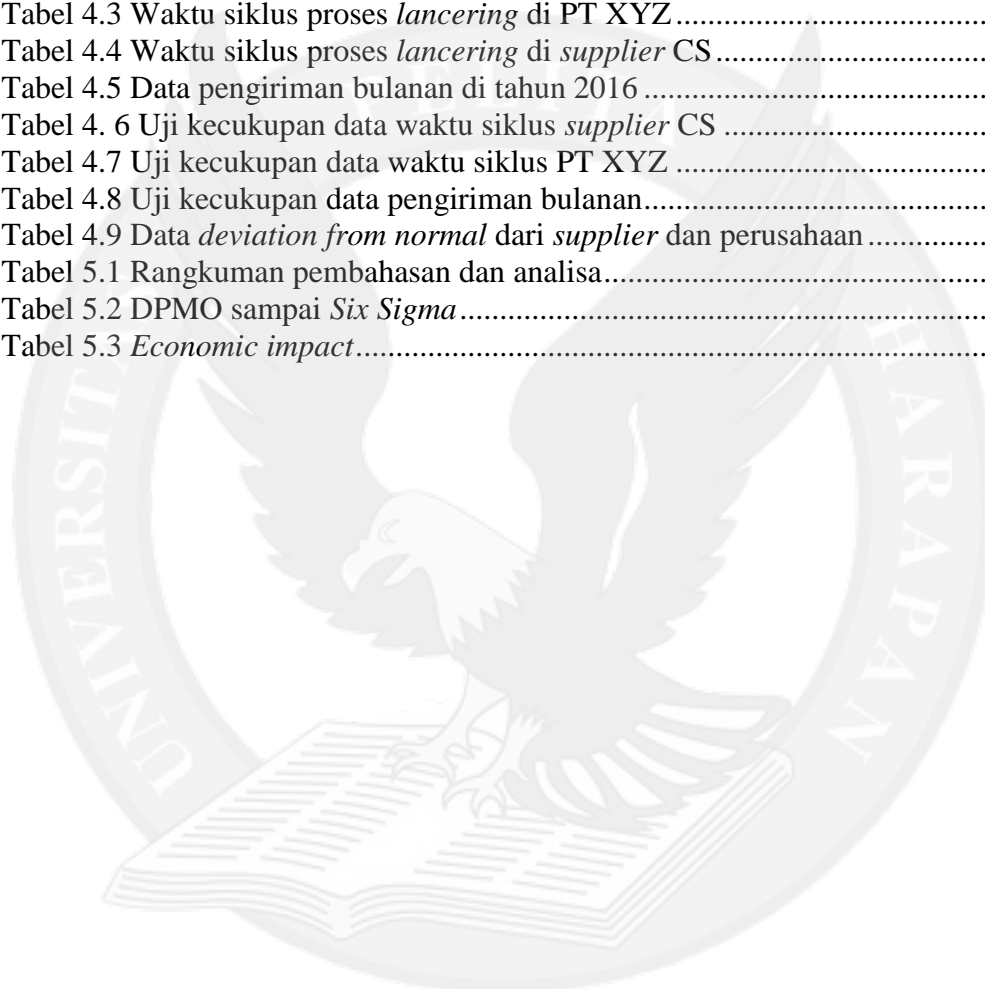 Tabel 4.3 Waktu siklus proses lancering di PT XYZ.......................................
Tabel 4.4 Waktu siklus proses lancering di supplier CS..................................
Tabel 4.5 Data pengiriman bulanan di tahun 2016............................................
Tabel 4. 6 Uji kecukupan data waktu siklus supplier CS.................................
Tabel 4.7 Uji kecukupan data waktu siklus PT XYZ.......................................
Tabel 4.8 Uji kecukupan data pengiriman bulanan............................................
Tabel 4.9 Data deviation from normal dari supplier dan perusahaan...............
Tabel 5.1 Rangkuman pembahasan dan analisa.................................................
Tabel 5.2 DPMO sampai Six Sigma....................................................................
Tabel 5.3 Economic impact.................................................................................
UNIVERSITA
PELITA
HARAPAN